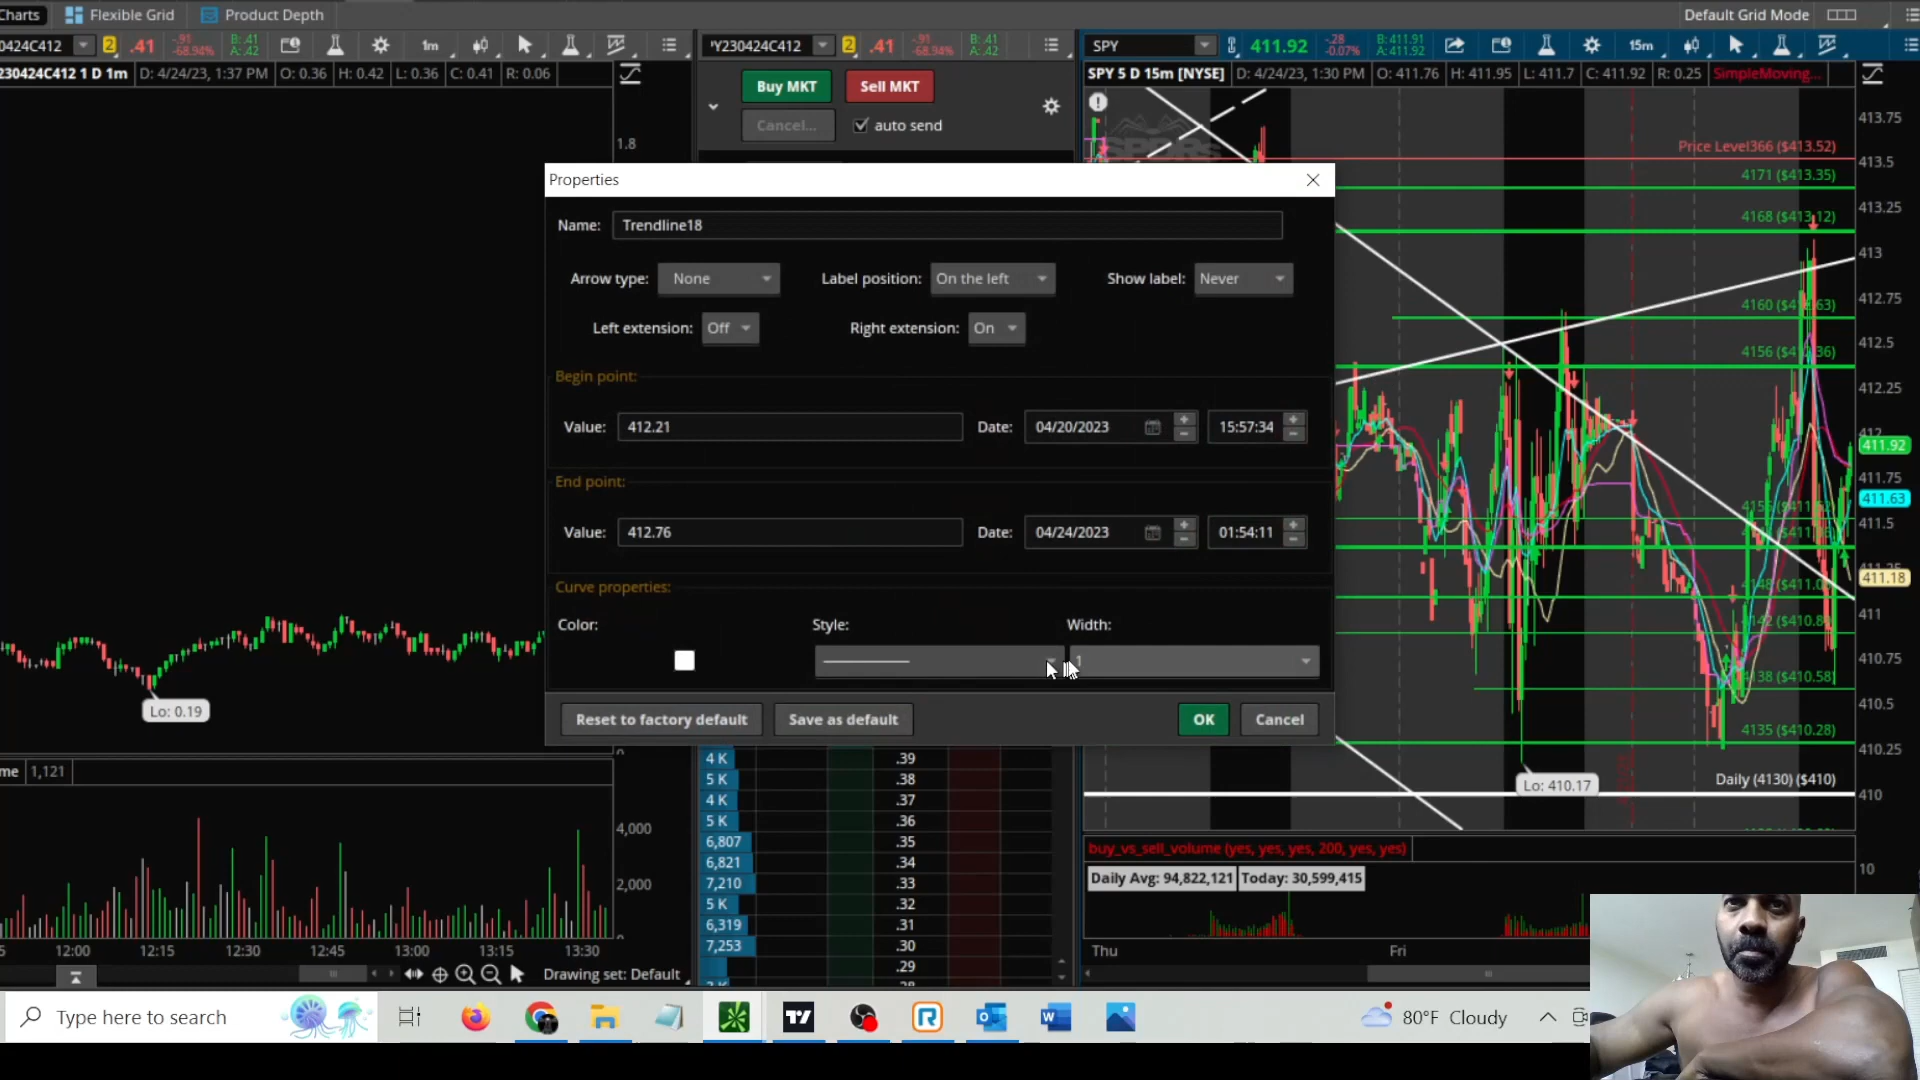 Charts
Flexible Grid
Product Depth
Default Grid Mode
0424C412
2
.41
-.91
-68.94%
B: .41
A: .42
1m
'Y230424C412
2
.41
-.91
-68.94%
B: .41
A: .42
SPY
411.92
-.28
-0.07%
B: 411.91
A: 411.92
15m
230424C412 1 D 1m
D: 4/24/23, 1:37 PM
O: 0.36
H: 0.42
L: 0.36
C: 0.41
R: 0.06
Buy MKT
Sell MKT
Cancel...
auto send
SPY 5 D 15m [NYSE]
D: 4/24/23, 1:30 PM
O: 411.76
H: 411.95
L: 411.7
C: 411.92
R: 0.25
SimpleMoving...
1.8
SPDRs
Price Level366 ($413.52)
4171 ($413.35)
4168 ($413.12)
4156
4135 ($410.28)
Daily (4130) ($410)
Lo: 410.17
413.75
413.5
413.25
413
412.75
412.5
412.25
411.92
411.75
411.63
411.5
411.18
411
410.75
410.5
410.25
410
Properties
Name:
Trendline18
Arrow type:
None
Label position:
On the left
Show label:
Never
Left extension:
Off
Right extension:
On
Begin point:
Value:
412.21
Date:
04/20/2023
15:57:34
End point:
Value:
412.76
Date:
04/24/2023
01:54:11
Curve properties:
Color:
Style:
Width:
1
Reset to factory default
Save as default
OK
Cancel
Lo: 0.19
me
1,121
4,000
2,000
12:00
12:15
12:30
12:45
13:00
13:15
13:30
Drawing set: Default
4 K
.39
5 K
.38
4 K
.37
5 K
.36
6,807
.35
6,821
.34
7,210
.33
5 K
.32
6,319
.31
7,253
.30
.29
buy_vs_sell_volume (yes, yes, yes, 200, yes, yes)
Daily Avg: 94,822,121
Today: 30,599,415
10
Thu
Fri
Type here to search
80°F Cloudy